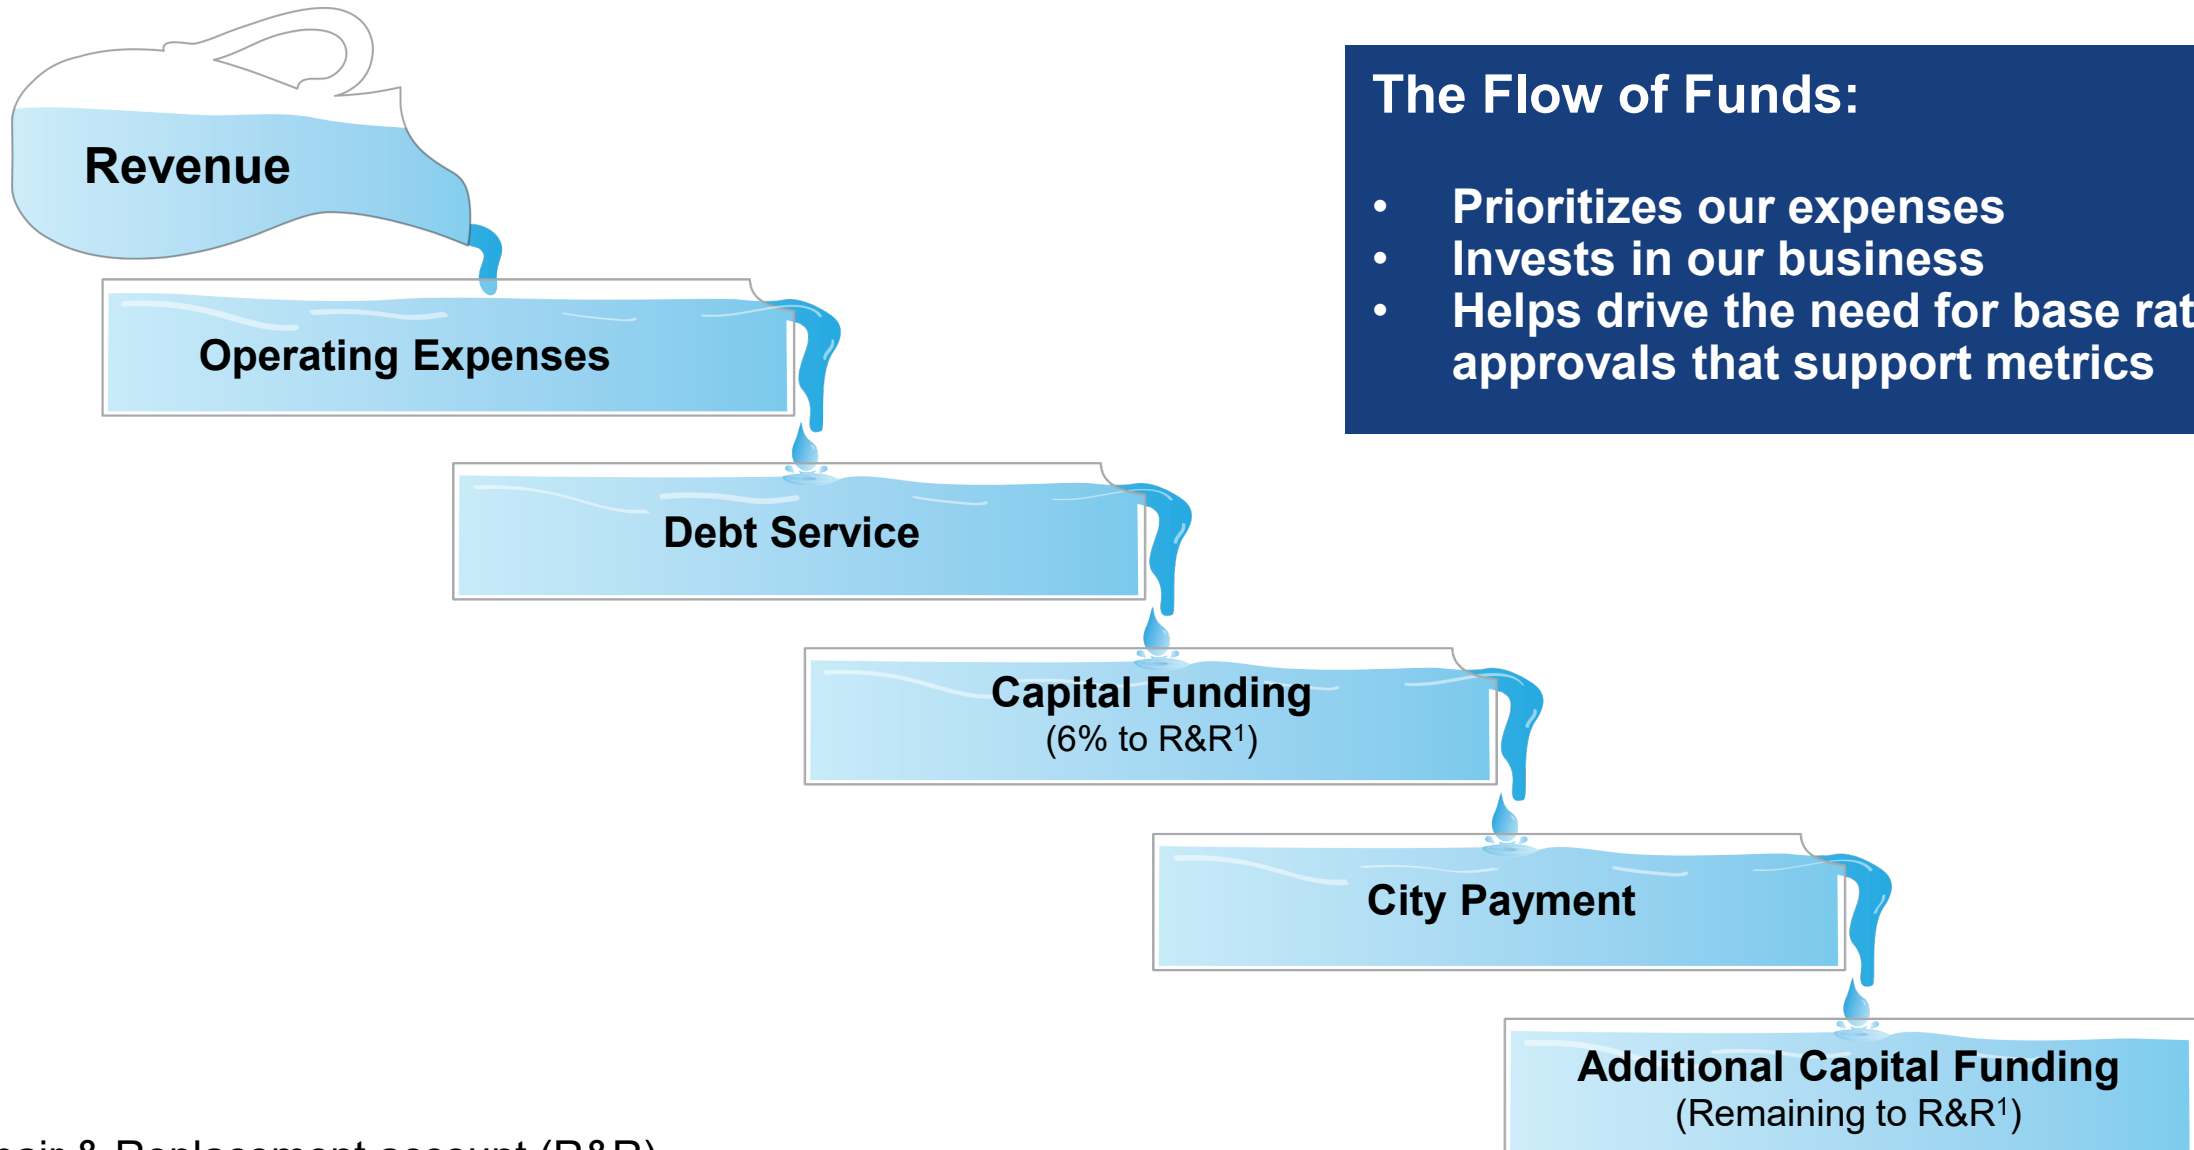 Revenue
The Flow of Funds:
• Prioritizes our expenses
• Invests in our business
• Helps drive the need for base
approvals that support metrics
Operating Expenses
Debt Service
Capital Funding
(6% to R&R¹)
City Payment
Additional Capital Funding
(Remaining to R&R¹)
& Replacement account (R&R)